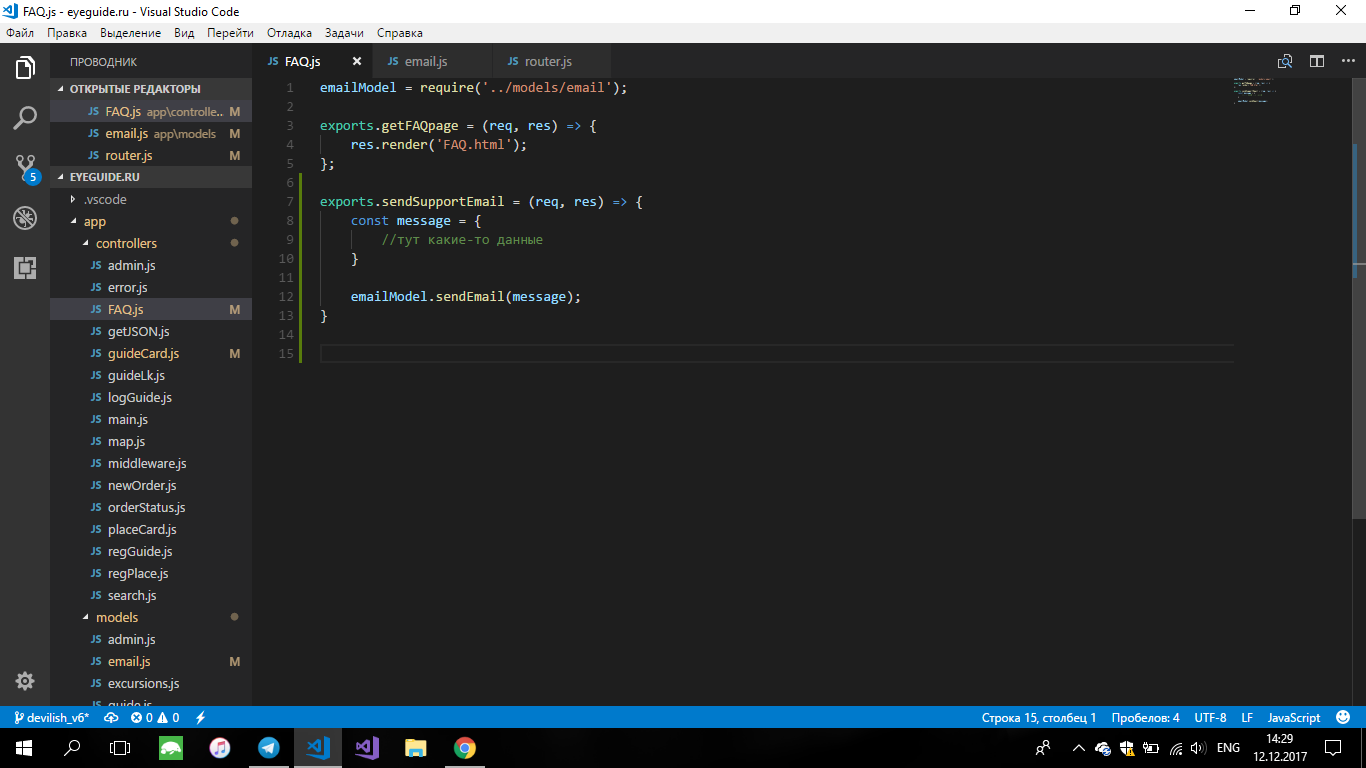 FAQ.js - eyeguide.ru - Visual Studio Code
Файл Правка Выделение Вид Перейти Отладка Задачи Справка
ПРОВОДНИК
ОТКРЫТЫЕ РЕДАКТОРЫ
JS FAQ.js app\controlle... M
JS email.js app\models M
JS router.js M
5
EYEGUIDE.RU
.vscode
app
controllers
JS admin.js
JS error.js
JS FAQ.js M
JS getJSON.js
JS guideCard.js M
JS guideLk.js
JS logGuide.js
JS main.js
JS map.js
JS middleware.js
JS newOrder.js
JS orderStatus.js
JS placeCard.js
JS regGuide.js
JS regPlace.js
JS search.js
models
JS admin.js
JS email.js M
JS excursions.js
JS guide.js
JS FAQ.js JS email.js JS router.js
1 emailModel = require('../models/email');
2
3 exports.getFAQpage = (req, res) => {
4 res.render('FAQ.html');
5 };
6
7 exports.sendSupportEmail = (req, res) => {
8 const message = {
9 //тут какие-то данные
10 }
11
12 emailModel.sendEmail(message);
13 }
14
15
devilish_v6* 0 0 Строка 15, столбец 1 Пробелов: 4 UTF-8 LF JavaScript
ENG 14:29
12.12.2017